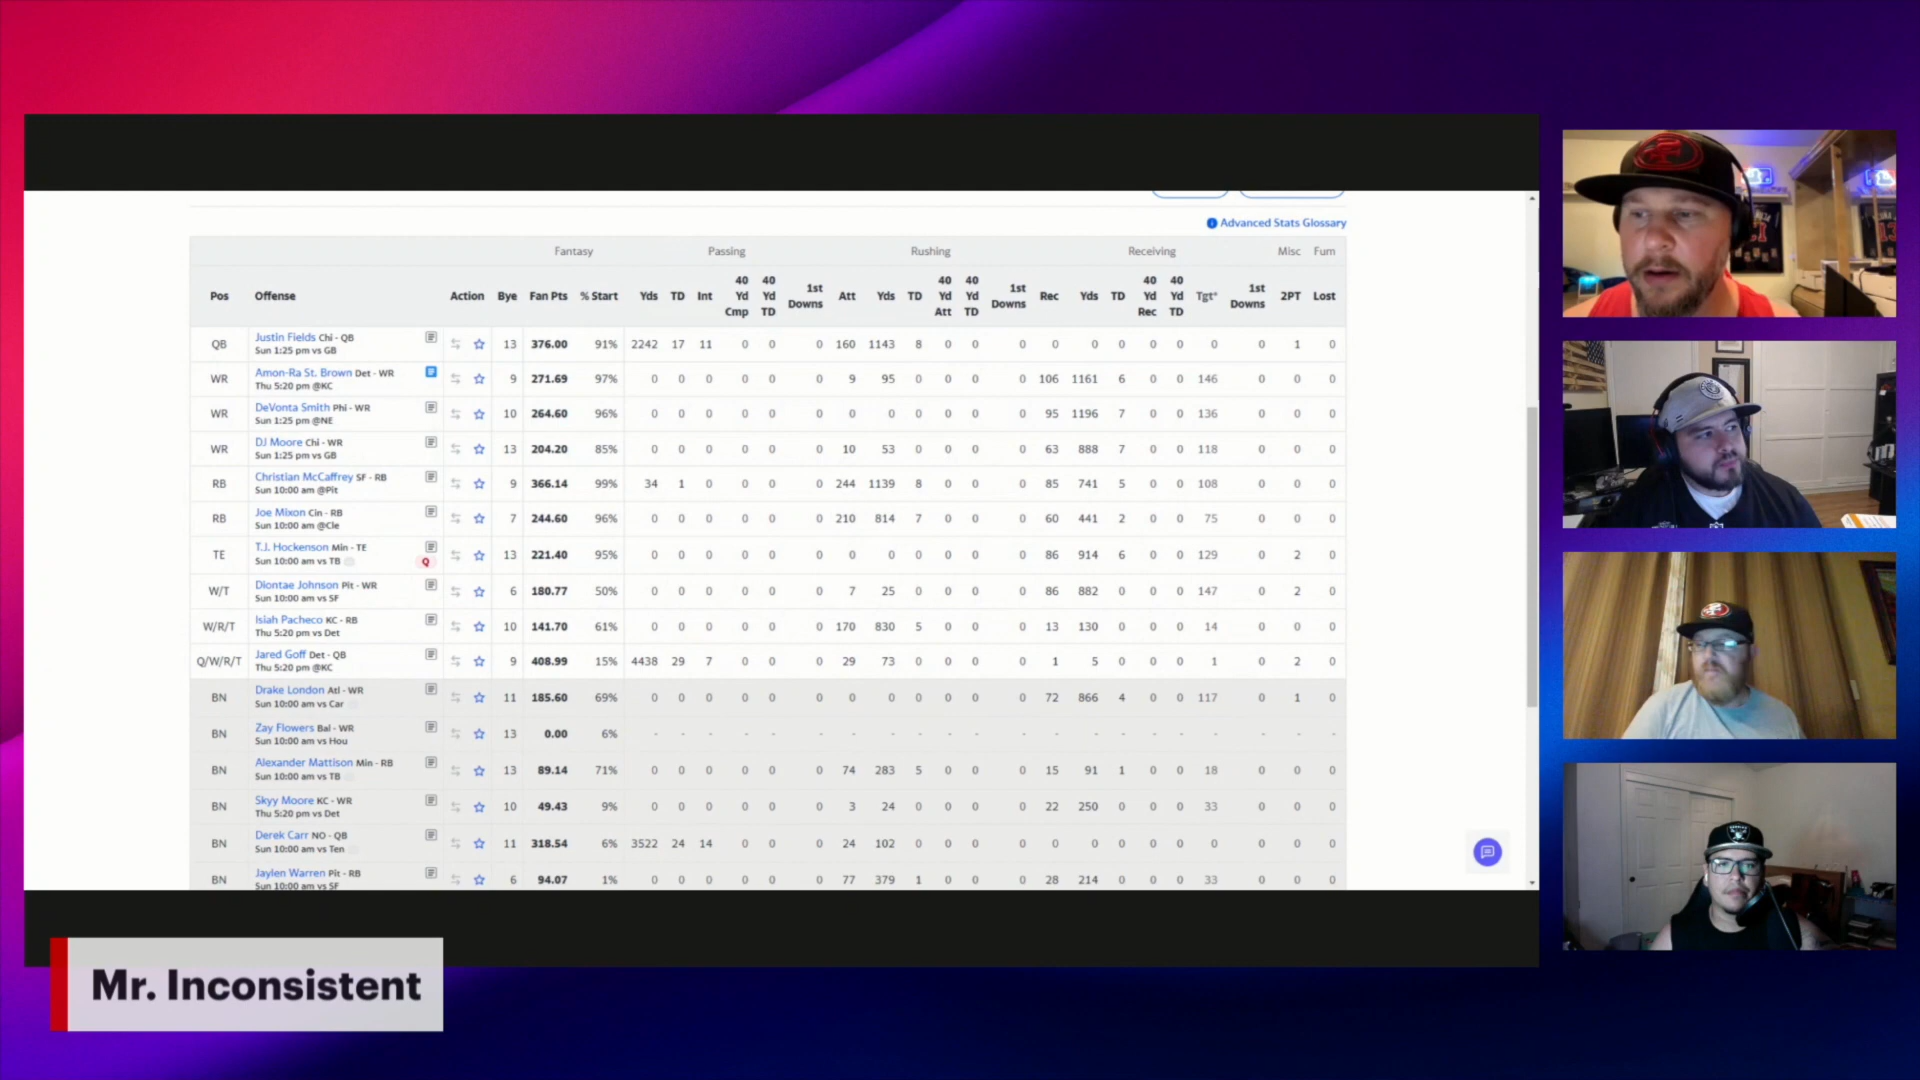 Advanced Stats Glossary
Fantasy Passing Rushing Receiving Misc Fum
Pos Offense Action Bye Fan Pts % Start Yds TD Int 40 Yd Cmp 40 Yd TD 1st Downs Att Yds TD 40 Yd Att 40 Yd TD 1st Downs Rec Yds TD 40 Yd Rec 40 Yd TD Tgt* 1st Downs 2PT Lost
QB Justin Fields Chi - QB 13 376.00 91% 2242 17 11 0 0 0 160 1143 8 0 0 0 0 0 0 0 0 0 0 1 0
Sun 1:25 pm vs GB
WR Amon-Ra St. Brown Det - WR 9 271.69 97% 0 0 0 0 0 0 9 95 0 0 0 0 106 1161 6 0 0 146 0 0 0
Thu 5:20 pm @KC
WR DeVonta Smith Phi - WR 10 264.60 96% 0 0 0 0 0 0 0 0 0 0 0 0 95 1196 7 0 0 136 0 0 0
Sun 1:25 pm @NE
WR DJ Moore Chi - WR 13 204.20 85% 0 0 0 0 0 0 10 53 0 0 0 0 63 888 7 0 0 118 0 0 0
Sun 1:25 pm vs GB
RB Christian McCaffrey SF - RB 9 366.14 99% 34 1 0 0 0 0 244 1139 8 0 0 0 85 741 5 0 0 108 0 0 0
Sun 10:00 am @Pit
RB Joe Mixon Cin - RB 7 244.60 96% 0 0 0 0 0 0 210 814 7 0 0 0 60 441 2 0 0 75 0 0 0
Sun 10:00 am @Cle
TE T.J. Hockenson Min - TE 13 221.40 95% 0 0 0 0 0 0 0 0 0 0 0 0 86 914 6 0 0 129 0 2 0
Sun 10:00 am vs TB Q
W/T Diontae Johnson Pit - WR 6 180.77 50% 0 0 0 0 0 0 7 25 0 0 0 0 86 882 0 0 0 147 0 2 0
Sun 10:00 am vs SF
W/R/T Isiah Pacheco KC - RB 10 141.70 61% 0 0 0 0 0 0 170 830 5 0 0 0 13 130 0 0 0 14 0 0 0
Thu 5:20 pm vs Det
Q/W/R/T Jared Goff Det - QB 9 408.99 15% 4438 29 7 0 0 0 29 73 0 0 0 0 1 5 0 0 0 1 0 2 0
Thu 5:20 pm @KC
BN Drake London Atl - WR 11 185.60 69% 0 0 0 0 0 0 0 0 0 0 0 0 72 866 4 0 0 117 0 1 0
Sun 10:00 am vs Car
BN Zay Flowers Bal - WR 13 0.00 6% - - - - - - - - - - - - - - - - - - - - -
Sun 10:00 am vs Hou
BN Alexander Mattison Min - RB 13 89.14 71% 0 0 0 0 0 0 74 283 5 0 0 0 15 91 1 0 0 18 0 0 0
Sun 10:00 am vs TB
BN Skyy Moore KC - WR 10 49.43 9% 0 0 0 0 0 0 3 24 0 0 0 0 22 250 0 0 0 33 0 0 0
Thu 5:20 pm vs Det
BN Derek Carr NO - QB 11 318.54 6% 3522 24 14 0 0 0 24 102 0 0 0 0 0 0 0 0 0 0 0 0 0
Sun 10:00 am vs Ten
BN Jaylen Warren Pit - RB 6 94.07 1% 0 0 0 0 0 0 77 379 1 0 0 0 28 214 0 0 0 33 0 0 0
Sun 10:00 am vs SF
Mr. Inconsistent